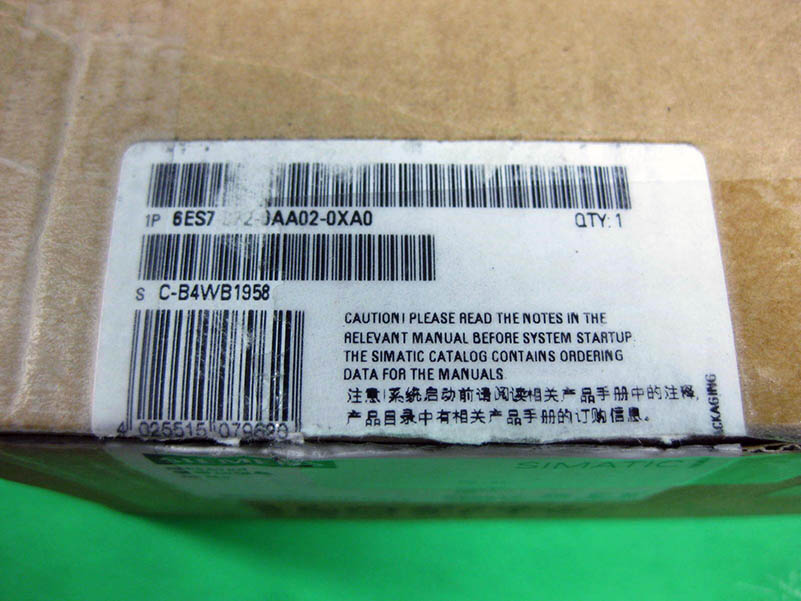 1P 6ES7 0XA0
QTY: 1
S C-B4WB1958
CAUTION! PLEASE READ THE NOTES IN THE
RELEVANT MANUAL BEFORE SYSTEM STARTUP.
THE SIMATIC CATALOG CONTAINS ORDERING
DATA FOR THE MANUALS.
注意!系统启动前请阅读相关产品手册中的注释,
产品目录中有相关产品手册的订购信息。
4 025515
SIMATIC